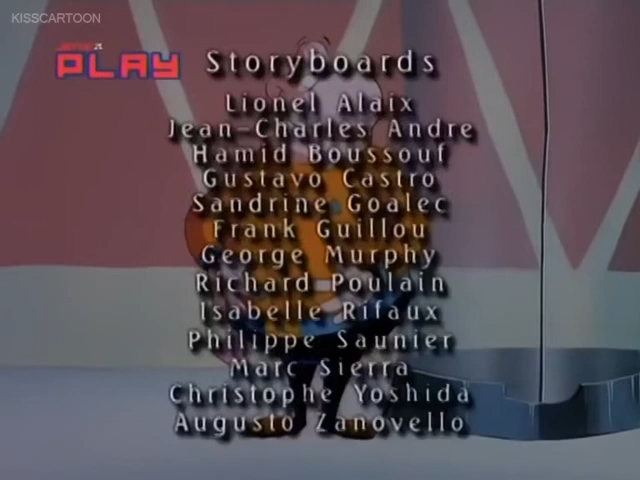 KISSCARTOON
JETIX
PLAY
Storyboards
Lionel Alaix
Jean-Charles Andre
Hamid Boussouf
Gustavo Castro
Sandrine Goalec
Frank Guillou
George Murphy
Richard Poulain
Isabelle Rifaux
Philippe Saunier
Marc Sierra
Christophe Yoshida
Augusto Zanovello